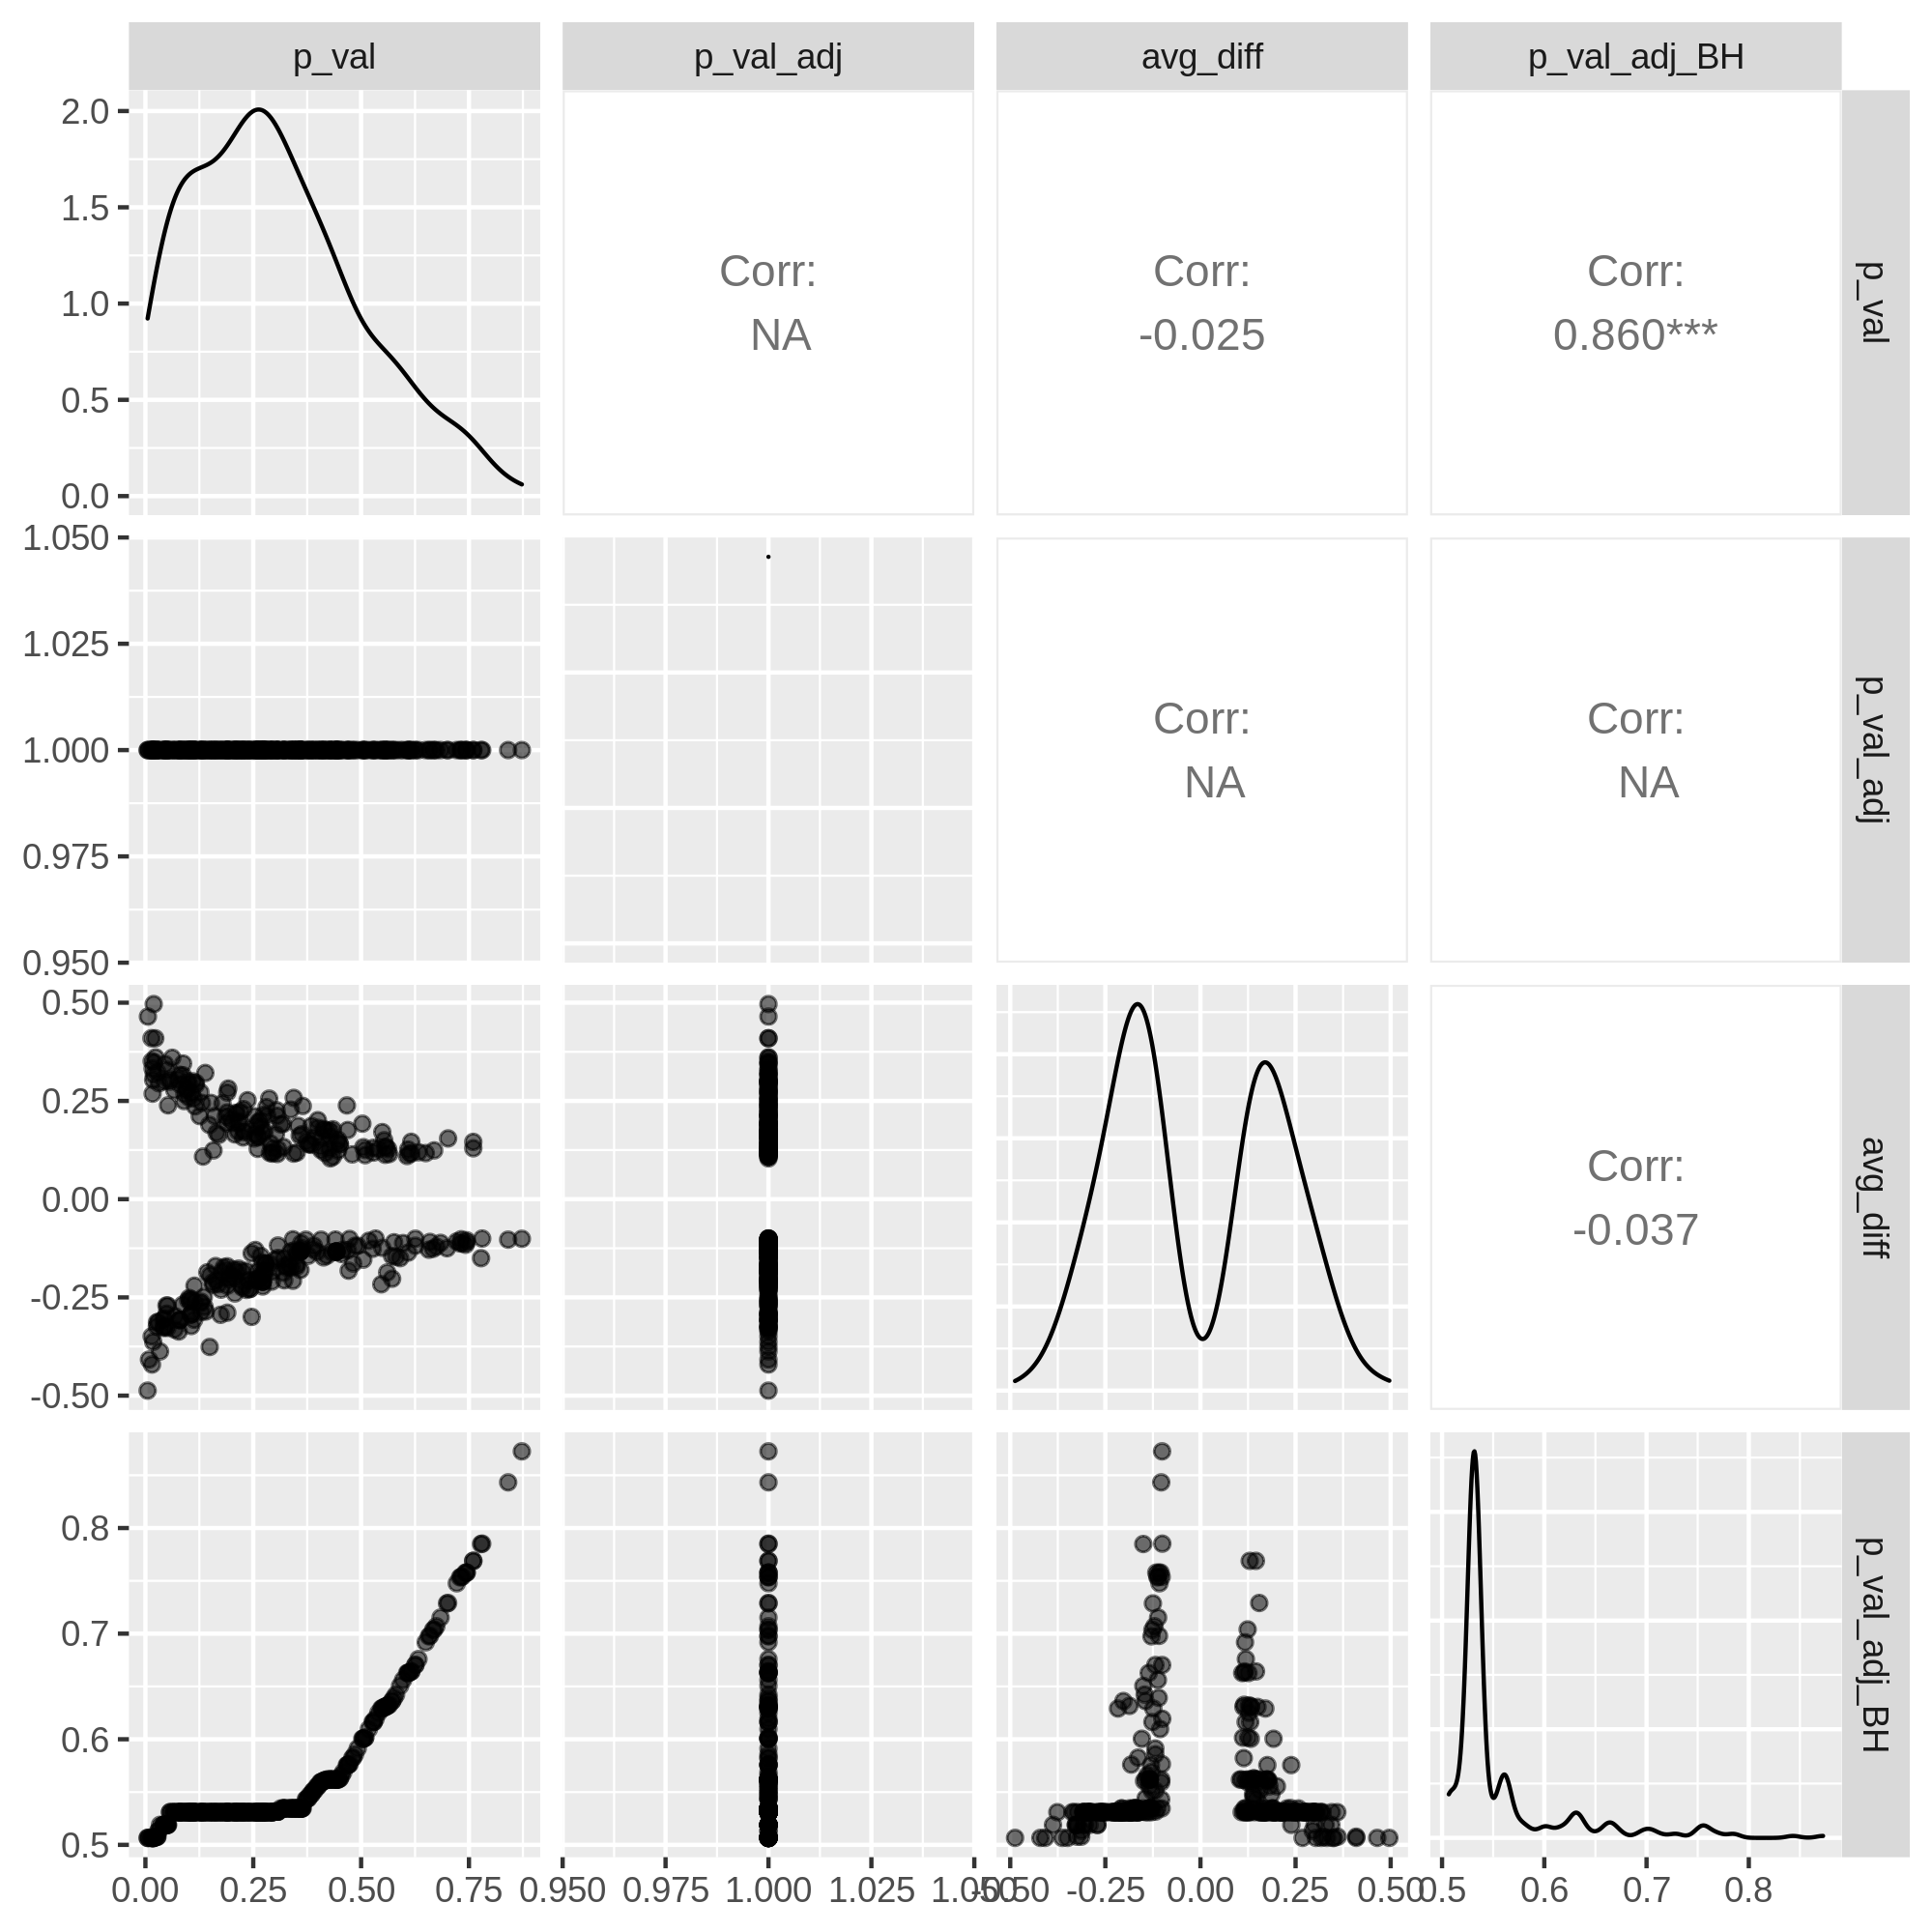 p_val
p_val_adj
avg_diff
p_val_adj_BH
2.0
1.5
1.0
0.5
0.0
Corr:
NA
Corr:
-0.025
Corr:
0.860***
p_val
1.050
1.025
1.000
0.975
0.950
Corr:
NA
Corr:
NA
p_val_adj
0.50
0.25
0.00
-0.25
-0.50
Corr:
-0.037
avg_diff
0.8
0.7
0.6
0.5
p_val_adj_BH
0.00 0.25 0.50 0.75
0.950 0.975 1.000 1.025 1.050
-0.50 -0.25 0.00 0.25 0.50
0.5 0.6 0.7 0.8